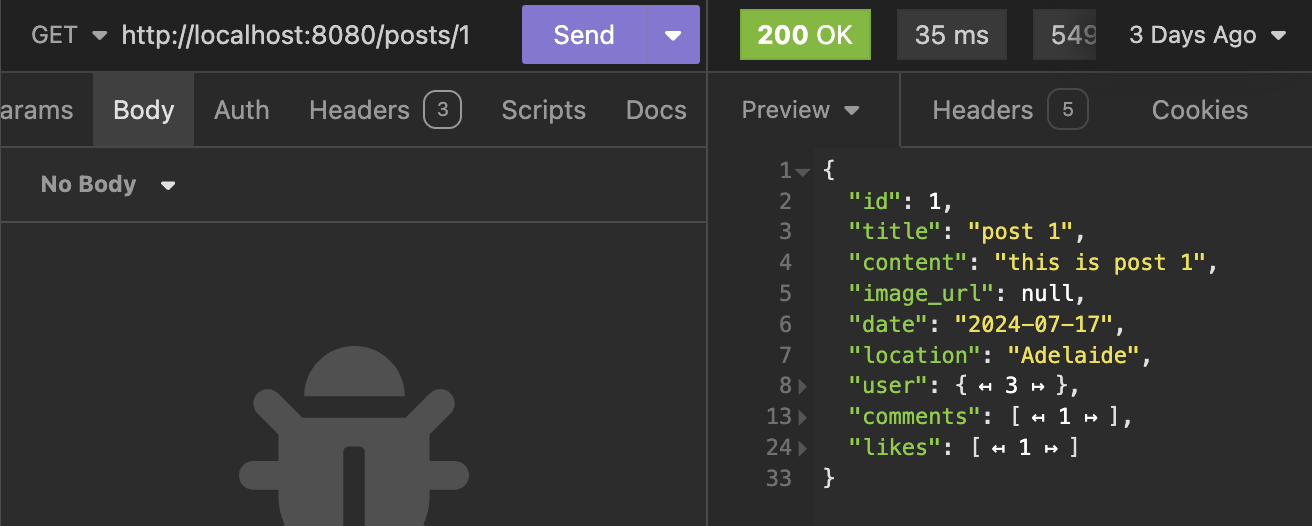 GET http://localhost:8080/posts/1 Send 200 OK 35 ms 549 3 Days Ago
arams Body Auth Headers 3 Scripts Docs Preview Headers 5 Cookies
No Body
1 {
2 "id": 1,
3 "title": "post 1",
4 "content": "this is post 1",
5 "image_url": null,
6 "date": "2024-07-17",
7 "location": "Adelaide",
8 "user": { ↤ 3 ↦ },
13 "comments": [ ↤ 1 ↦ ],
24 "likes": [ ↤ 1 ↦ ]
33 }